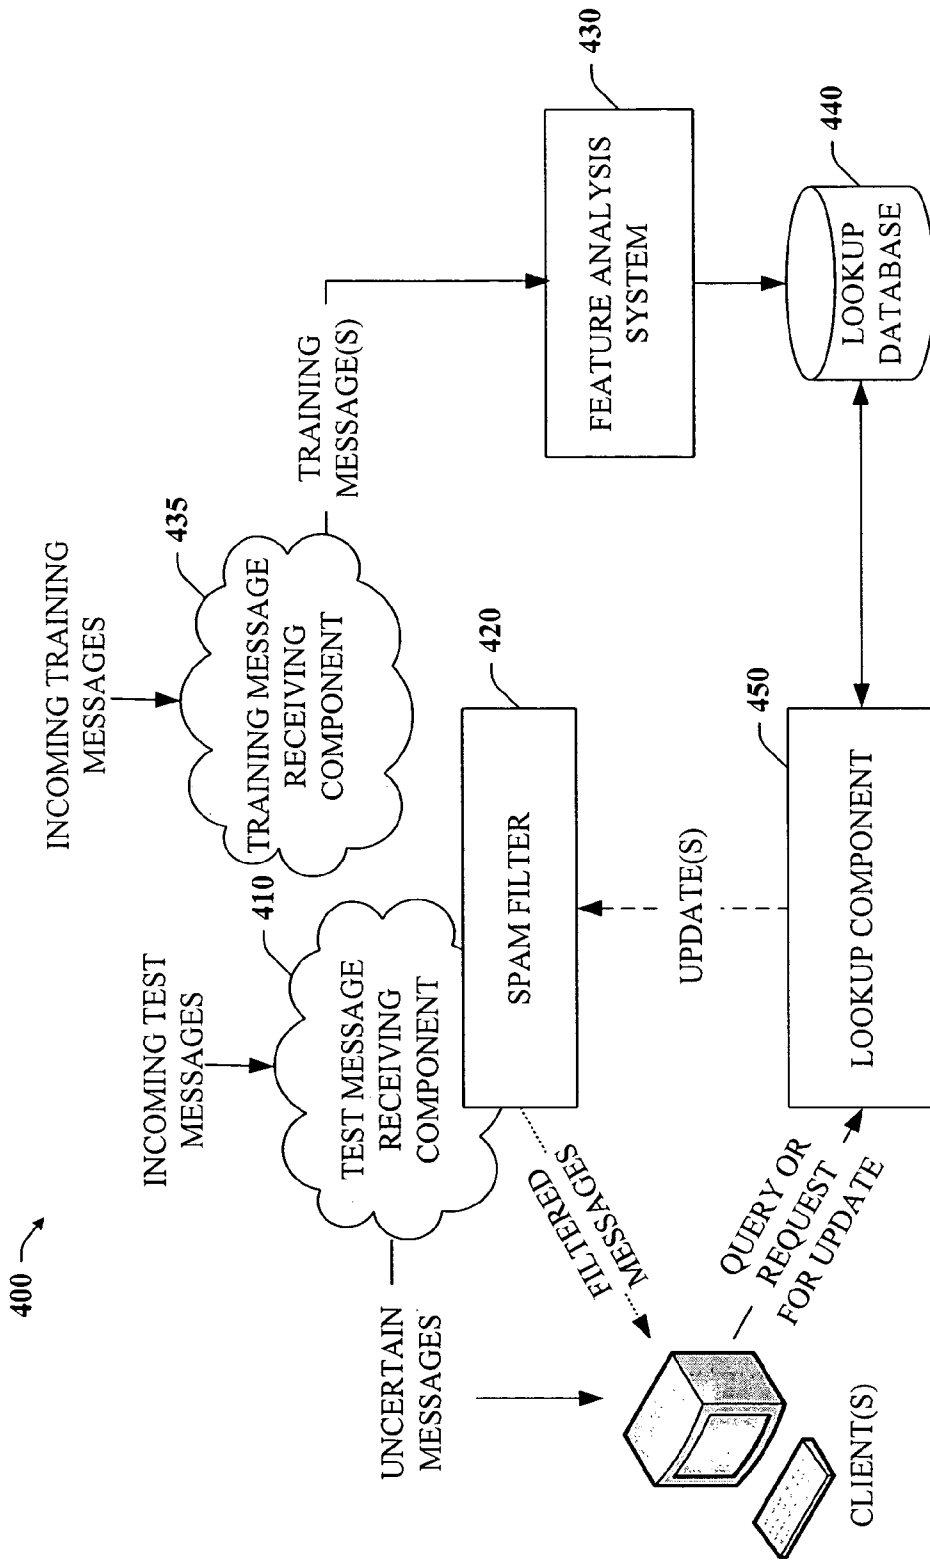 400
INCOMING TEST
MESSAGES
INCOMING TRAINING
MESSAGES
410
TEST MESSAGE
RECEIVING
COMPONENT
435
TRAINING MESSAGE
RECEIVING
COMPONENT
UNCERTAIN
MESSAGES
TRAINING
MESSAGE(S)
420
SPAM FILTER
FILTERED
MESSAGES
430
FEATURE ANALYSIS
SYSTEM
UPDATE(S)
CLIENT(S)
QUERY OR
REQUEST
FOR UPDATE
450
LOOKUP COMPONENT
440
LOOKUP
DATABASE